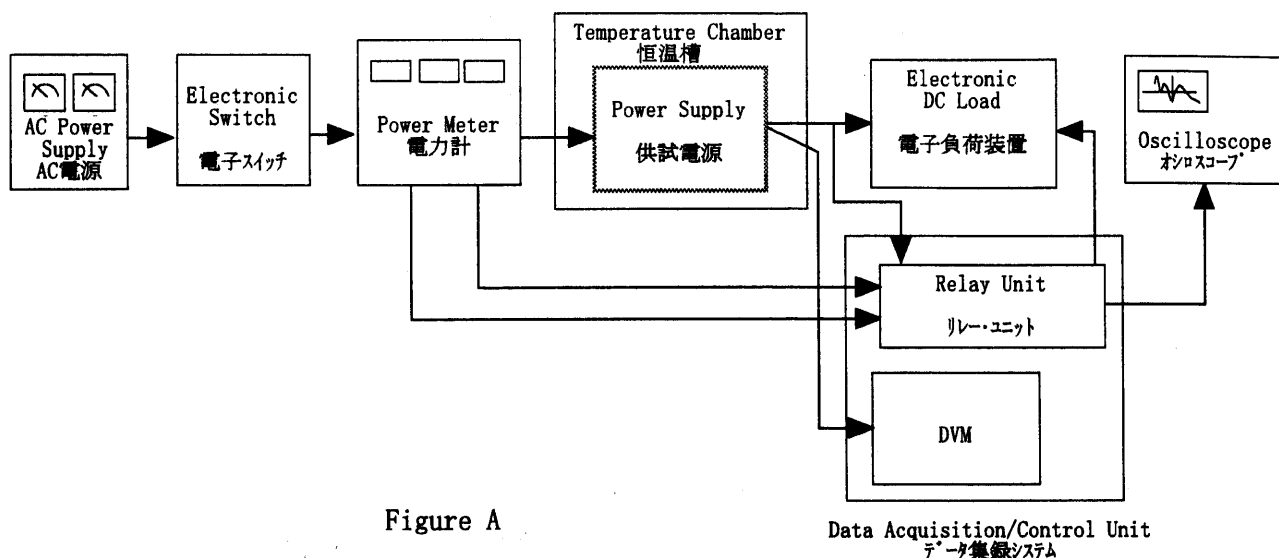 AC Power
Supply
AC電源
Electronic
Switch
電子スイッチ
Power Meter
電力計
Temperature Chamber
恒温槽
Power Supply
供試電源
Electronic
DC Load
電子負荷装置
Oscilloscope
オシロスコープ
Relay Unit
リレー・ユニット
DVM
Data Acquisition/Control Unit
データ集録システム
Figure A